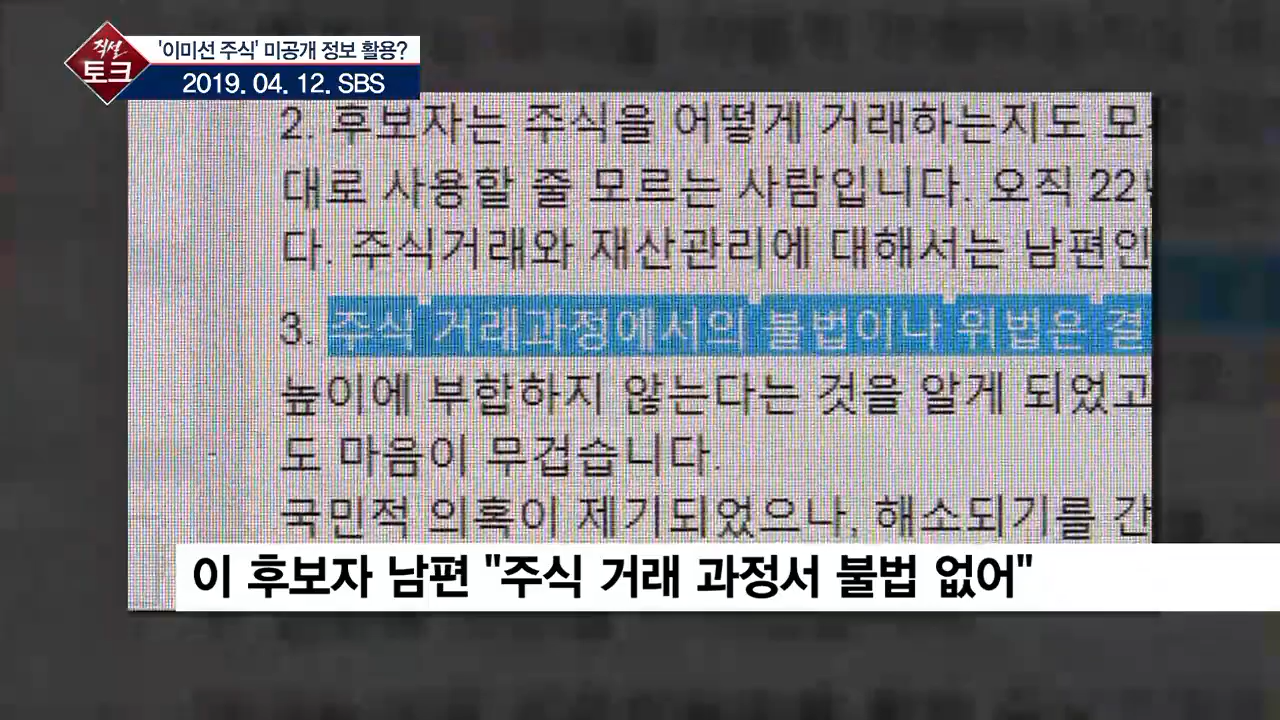 직설
토크
'이미선 주식' 미공개 정보 활용?
2019. 04. 12. SBS
2. 후보자는 주식을 어떻게 거래하는지도
대로 사용할 줄 모르는 사람입니다. 오직 22
다. 주식거래와 재산관리에 대해서는 남편인
3. 주식 거래과정에서의 불법이나 위법은 결
높이에 부합하지 않는다는 것을 알게 되었고
도 마음이 무겁습니다.
국민적 의혹이 제기되었으나, 해소되기를 간
이 후보자 남편 "주식 거래 과정서 불법 없어"